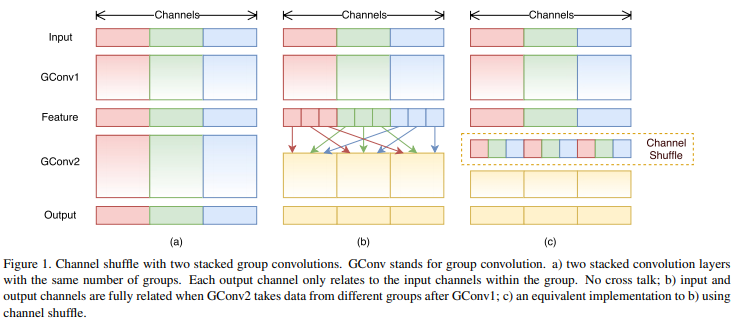 Channels Channels Channels
Input
GConv1
Feature
Channel
Shuffle
GConv2
Output
(a) (b) (c)
Figure 1. Channel shuffle with two stacked group convolutions. GConv stands for group convolution. a) two stacked convolution layers
with the same number of groups. Each output channel only relates to the input channels within the group. No cross talk; b) input and
output channels are fully related when GConv2 takes data from different groups after GConv1; c) an equivalent implementation to b) using
channel shuffle.